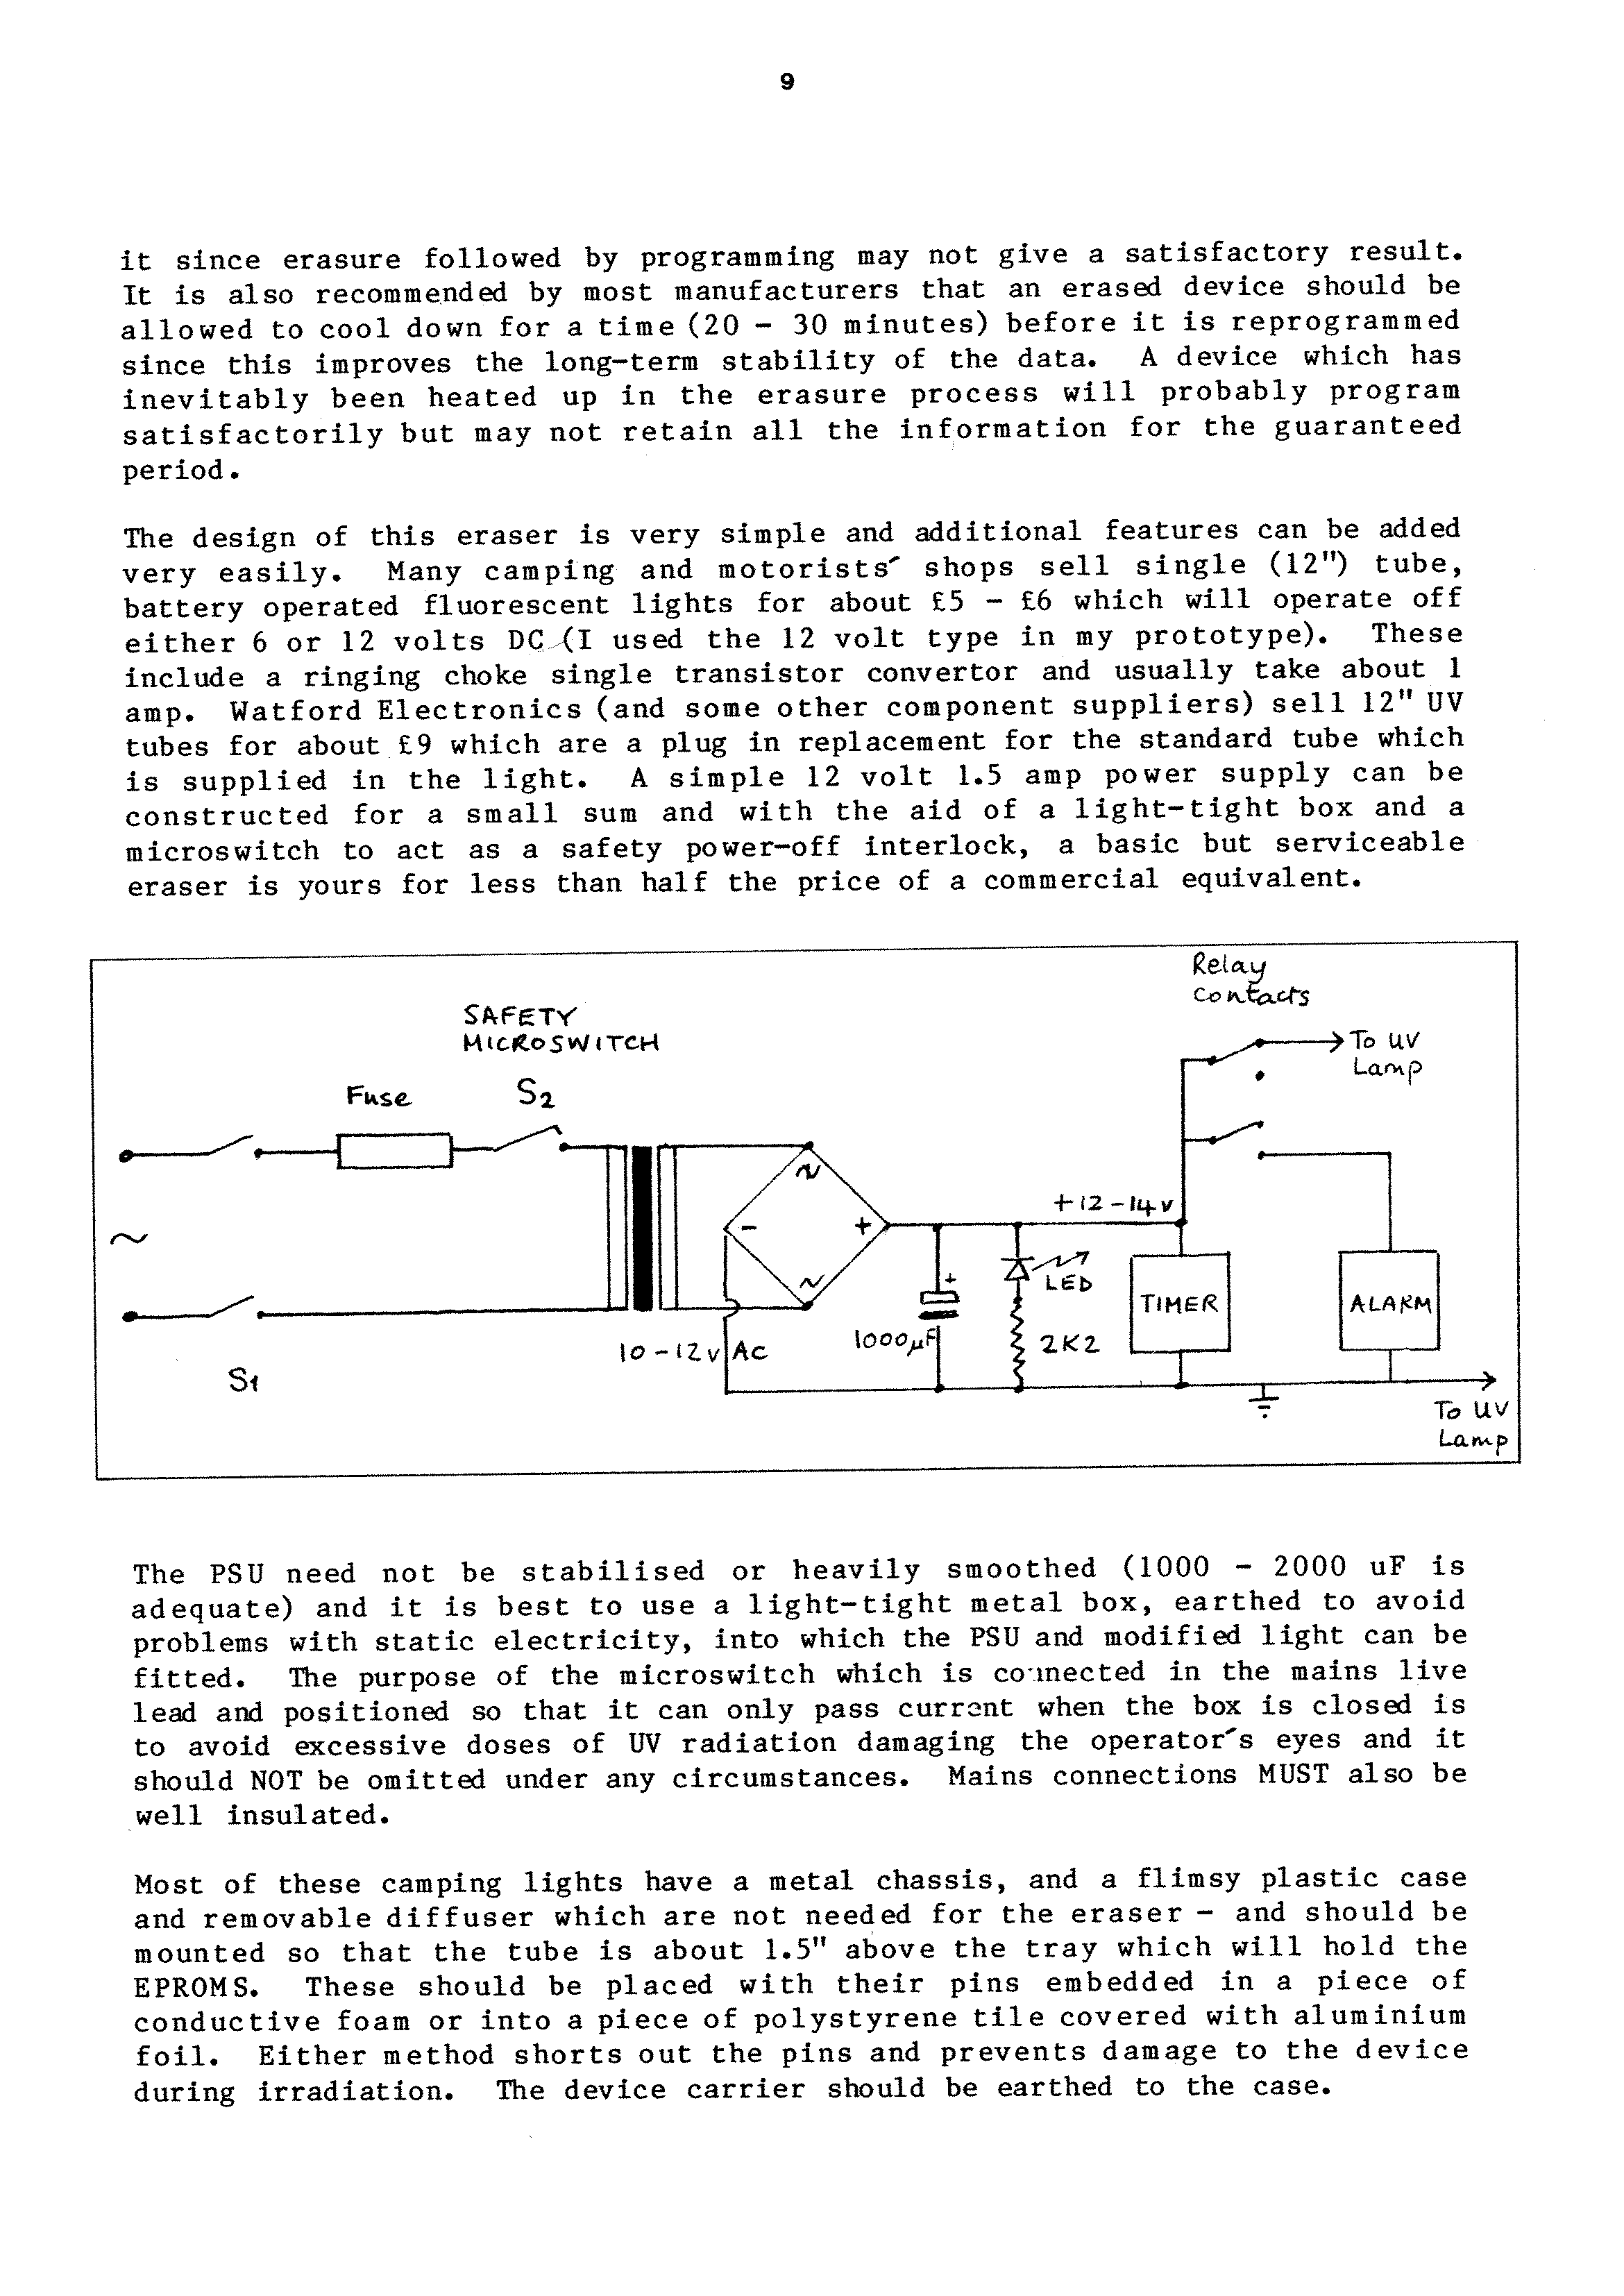 9
it since erasure followed by programming may not give a satisfactory result.
It is also recommended by most manufacturers that an erased device should be
allowed to cool down for a time (20 - 30 minutes) before it is reprogrammed
since this improves the long-term stability of the data. A device which has
inevitably been heated up in the erasure process will probably program
satisfactorily but may not retain all the information for the guaranteed
period.
The design of this eraser is very simple and additional features can be added
very easily. Many camping and motorists' shops sell single (12") tube,
battery operated fluorescent lights for about £5 - £6 which will operate off
either 6 or 12 volts DC (I used the 12 volt type in my prototype). These
include a ringing choke single transistor convertor and usually take about 1
amp. Watford Electronics (and some other component suppliers) sell 12" UV
tubes for about £9 which are a plug in replacement for the standard tube which
is supplied in the light. A simple 12 volt 1.5 amp power supply can be
constructed for a small sum and with the aid of a light-tight box and a
microswitch to act as a safety power-off interlock, a basic but serviceable
eraser is yours for less than half the price of a commercial equivalent.
Relay
Contacts
SAFETY
MICROSWITCH
To UV
Lamp
Fuse
S2
~
+12-14v
~
- +
~
+
LED
TIMER
ALARM
1000µF
2K2
10-12v AC
S1
To UV
Lamp
The PSU need not be stabilised or heavily smoothed (1000 - 2000 uF is
adequate) and it is best to use a light-tight metal box, earthed to avoid
problems with static electricity, into which the PSU and modified light can be
fitted. The purpose of the microswitch which is connected in the mains live
lead and positioned so that it can only pass current when the box is closed is
to avoid excessive doses of UV radiation damaging the operator's eyes and it
should NOT be omitted under any circumstances. Mains connections MUST also be
well insulated.
Most of these camping lights have a metal chassis, and a flimsy plastic case
and removable diffuser which are not needed for the eraser - and should be
mounted so that the tube is about 1.5" above the tray which will hold the
EPROMS. These should be placed with their pins embedded in a piece of
conductive foam or into a piece of polystyrene tile covered with aluminium
foil. Either method shorts out the pins and prevents damage to the device
during irradiation. The device carrier should be earthed to the case.